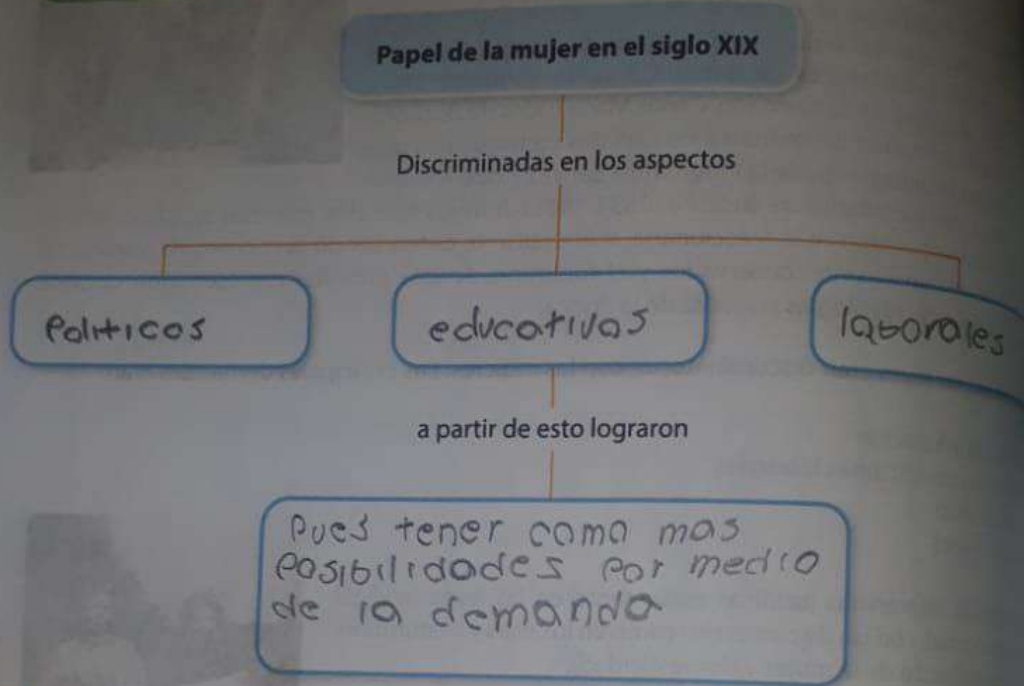 Papel de la mujer en el siglo XIX
Discriminadas en los aspectos
Politicos
educativas
laborales
a partir de esto lograron
Pues tener como mas
posibilidades por medio
de la demanda